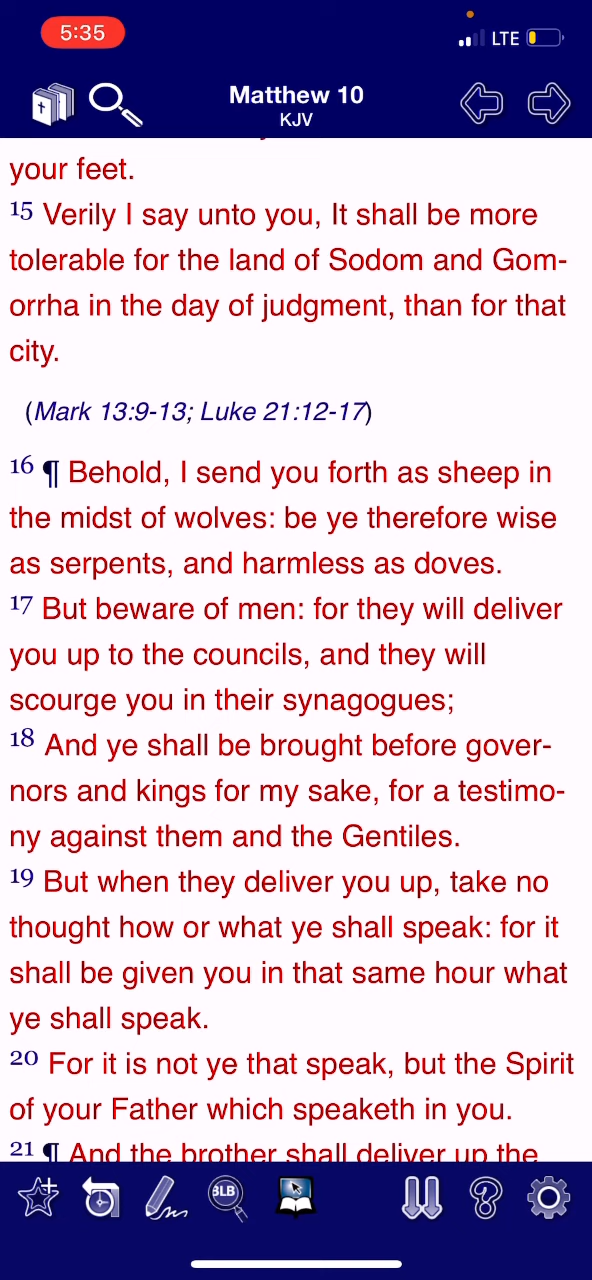 5:35
LTE
Matthew 10
KJV
your feet.
15 Verily I say unto you, It shall be more
tolerable for the land of Sodom and Gom-
orrha in the day of judgment, than for that
city.
(Mark 13:9-13; Luke 21:12-17)
16 ¶ Behold, I send you forth as sheep in
the midst of wolves: be ye therefore wise
as serpents, and harmless as doves.
17 But beware of men: for they will deliver
you up to the councils, and they will
scourge you in their synagogues;
18 And ye shall be brought before gover-
nors and kings for my sake, for a testimo-
ny against them and the Gentiles.
19 But when they deliver you up, take no
thought how or what ye shall speak: for it
shall be given you in that same hour what
ye shall speak.
20 For it is not ye that speak, but the Spirit
of your Father which speaketh in you.
21 ¶ And the brother shall deliver up the
BLB